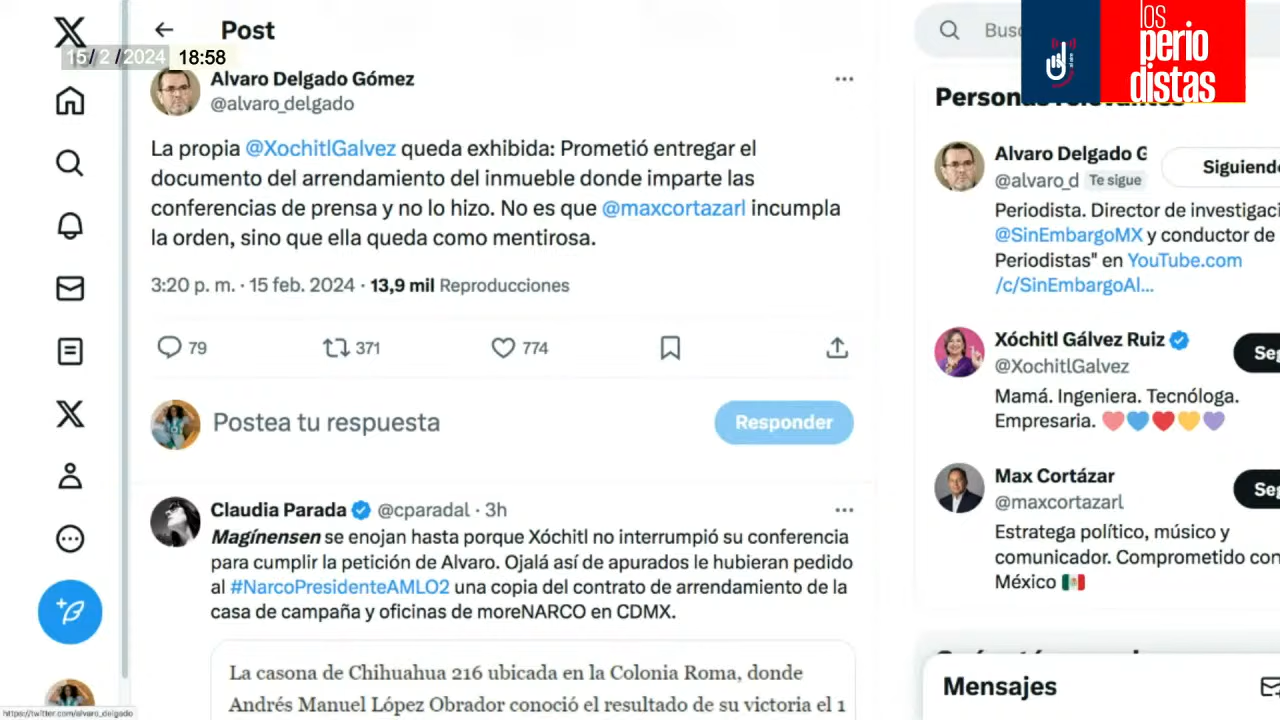 Post
15/ 2 /2024 18:58
Alvaro Delgado Gómez
@alvaro_delgado
La propia @XochitlGalvez queda exhibida: Prometió entregar el
documento del arrendamiento del inmueble donde imparte las
conferencias de prensa y no lo hizo. No es que @maxcortazarl incumpla
la orden, sino que ella queda como mentirosa.
3:20 p. m. · 15 feb. 2024 · 13,9 mil Reproducciones
79
371
774
Postea tu respuesta
Responder
Claudia Parada @cparadal · 3h
Magínensen se enojan hasta porque Xóchitl no interrumpió su conferencia
para cumplir la petición de Alvaro. Ojalá así de apurados le hubieran pedido
al #NarcoPresidenteAMLO2 una copia del contrato de arrendamiento de la
casa de campaña y oficinas de moreNARCO en CDMX.
La casona de Chihuahua 216 ubicada en la Colonia Roma, donde
Andrés Manuel López Obrador conoció el resultado de su victoria el 1
https://twitter.com/alvaro_delgado
Busc
los
perio
distas
Personas relevantes
Alvaro Delgado G
@alvaro_d Te sigue
Siguiendo
Periodista. Director de investigaci
@SinEmbargoMX y conductor de
Periodistas" en YouTube.com
/c/SinEmbargoAl...
Xóchitl Gálvez Ruiz
@XochitlGalvez
Seg
Mamá. Ingeniera. Tecnóloga.
Empresaria.
Max Cortázar
@maxcortazarl
Seg
Estratega político, músico y
comunicador. Comprometido con
México
Mensajes